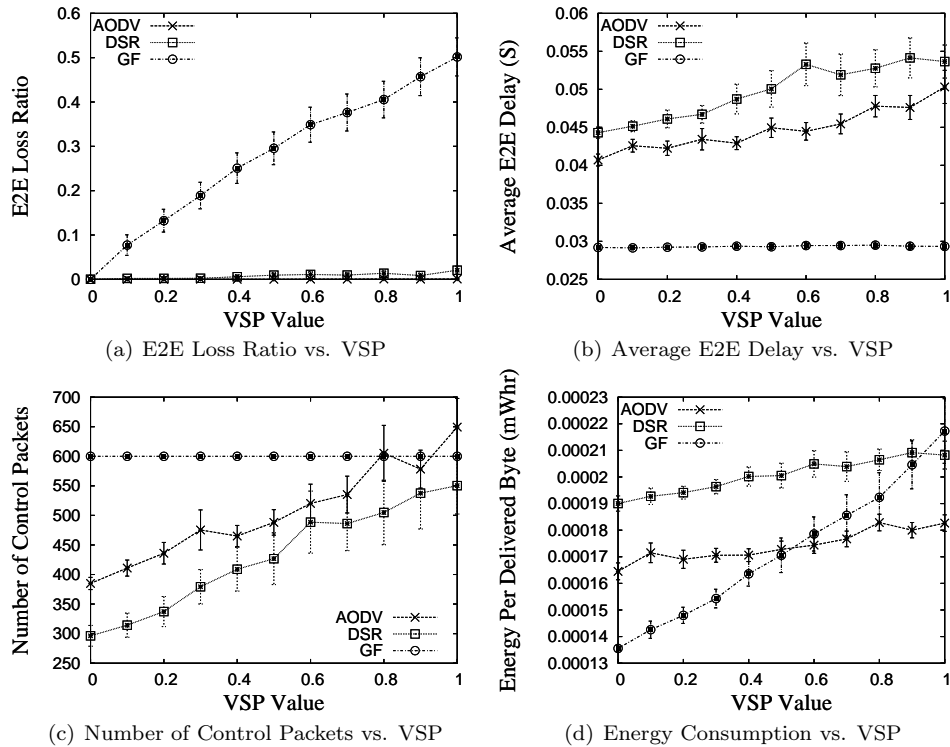 AODV
DSR
GF
E2E Loss Ratio
0.6
0.5
0.4
0.3
0.2
0.1
0
0 0.2 0.4 0.6 0.8 1
VSP Value
(a) E2E Loss Ratio vs. VSP
AODV
DSR
GF
Average E2E Delay (S)
0.06
0.055
0.05
0.045
0.04
0.035
0.03
0.025
0 0.2 0.4 0.6 0.8 1
VSP Value
(b) Average E2E Delay vs. VSP
Number of Control Packets
700
650
600
550
500
450
400
350
300
250
AODV
DSR
GF
0 0.2 0.4 0.6 0.8 1
VSP Value
(c) Number of Control Packets vs. VSP
AODV
DSR
GF
Energy Per Delivered Byte (mWhr)
0.00023
0.00022
0.00021
0.0002
0.00019
0.00018
0.00017
0.00016
0.00015
0.00014
0.00013
0 0.2 0.4 0.6 0.8 1
VSP Value
(d) Energy Consumption vs. VSP